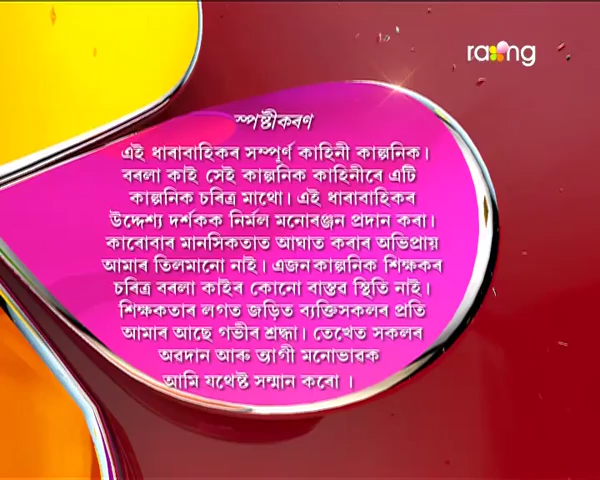 rang
স্পষ্টীকৰণ
এই ধাৰাবাহিকৰ সম্পূৰ্ণ কাহিনী কাল্পনিক।
বৰলা কাই সেই কাল্পনিক কাহিনীৰে এটি
কাল্পনিক চৰিত্ৰ মাথো। এই ধাৰাবাহিকৰ
উদ্দেশ্য দৰ্শকক নিৰ্মল মনোৰঞ্জন প্ৰদান কৰা।
কাৰোবাৰ মানসিকতাত আঘাত কৰাৰ অভিপ্ৰায়
আমাৰ তিলমানো নাই। এজন কাল্পনিক শিক্ষকৰ
চৰিত্ৰ বৰলা কাইৰ কোনো বাস্তৱ স্থিতি নাই।
শিক্ষকতাৰ লগত জড়িত ব্যক্তিসকলৰ প্ৰতি
আমাৰ আছে গভীৰ শ্ৰদ্ধা। তেখেত সকলৰ
অৱদান আৰু ত্যাগী মনোভাৱক
আমি যথেষ্ট সন্মান কৰো ।